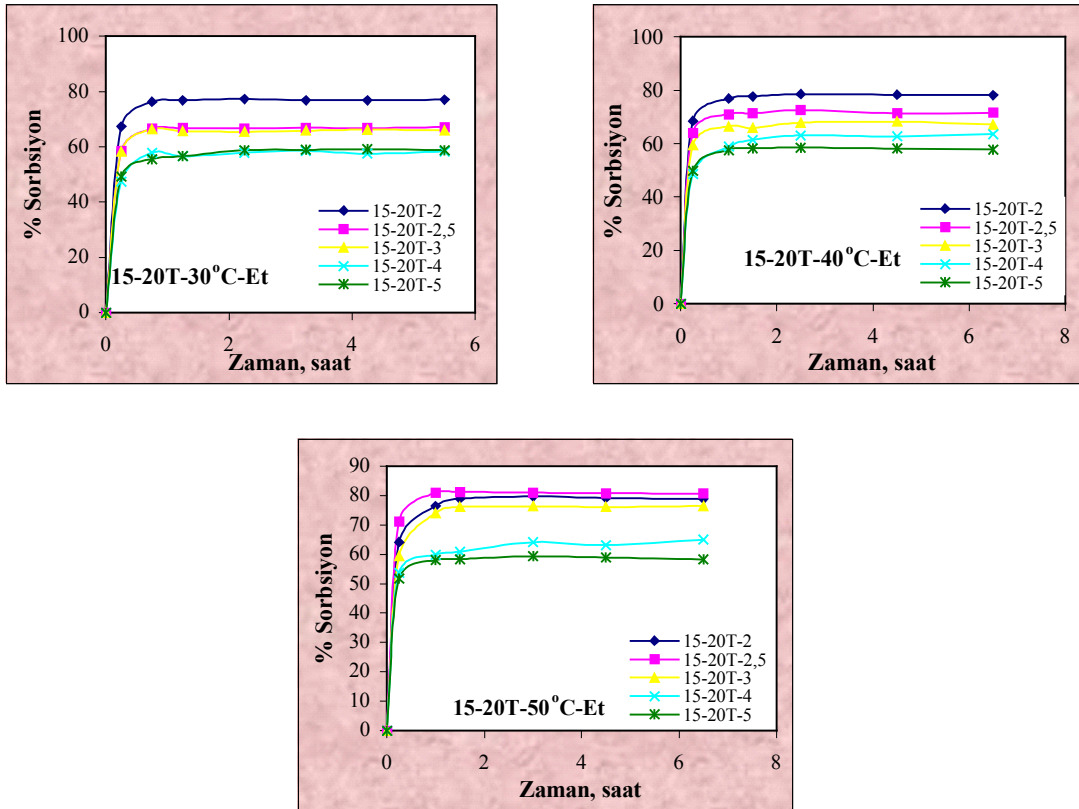 100
80
60
40
20
0
% Sorbsiyon
15-20T-2
15-20T-2,5
15-20T-3
15-20T-4
15-20T-5
15-20T-30°C-Et
0 2 4 6
Zaman, saat
100
80
60
40
20
0
% Sorbsiyon
15-20T-2
15-20T-2,5
15-20T-3
15-20T-4
15-20T-5
15-20T-40°C-Et
0 2 4 6 8
Zaman, saat
90
80
70
60
50
40
30
20
10
0
% Sorbsiyon
15-20T-2
15-20T-2,5
15-20T-3
15-20T-4
15-20T-5
15-20T-50°C-Et
0 2 4 6 8
Zaman, saat